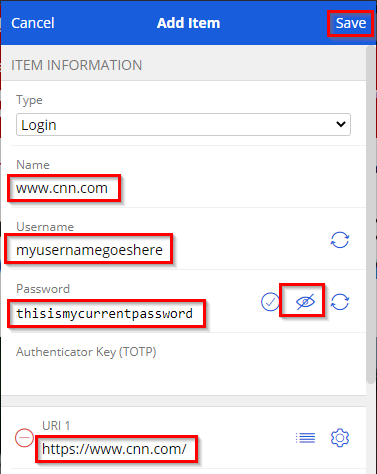 Cancel Add Item Save
ITEM INFORMATION
Type
Login
Name
www.cnn.com
Username
myusernamegoeshere
Password
thisismycurrentpassword
Authenticator Key (TOTP)
URI 1
https://www.cnn.com/